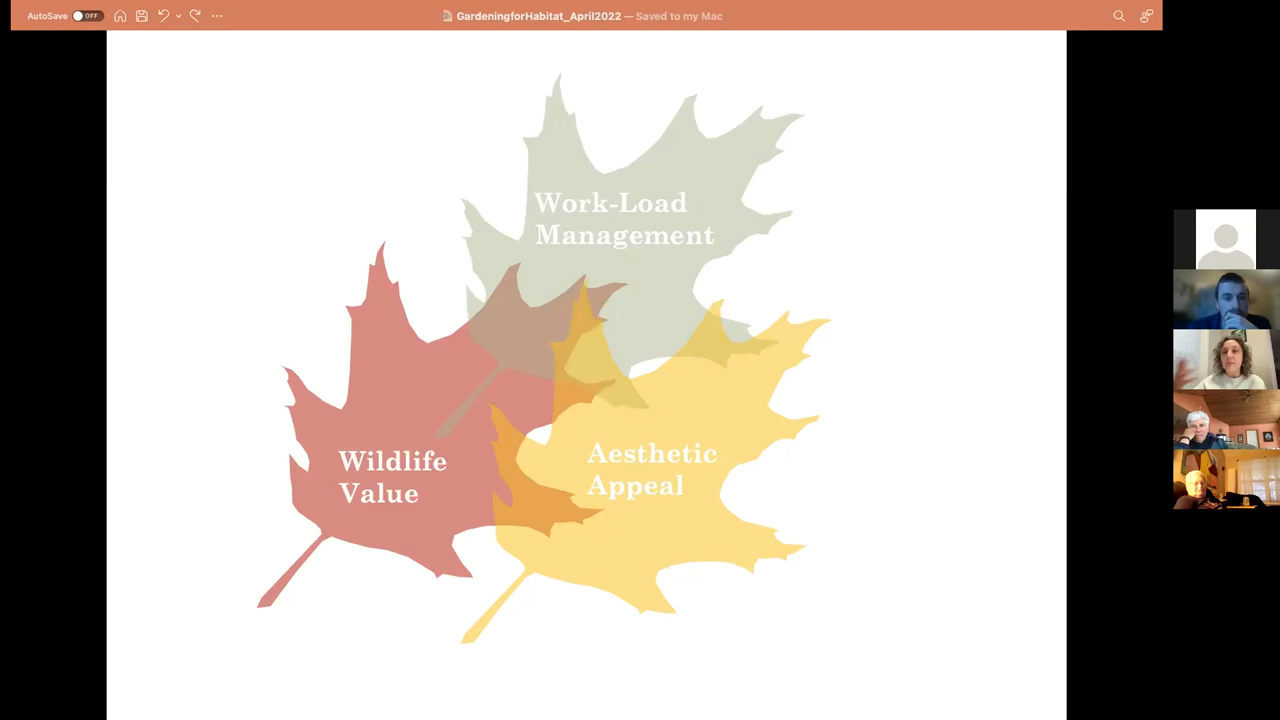 AutoSave OFF
GardeningforHabitat_April2022 — Saved to my Mac
Work-Load
Management
Wildlife
Value
Aesthetic
Appeal